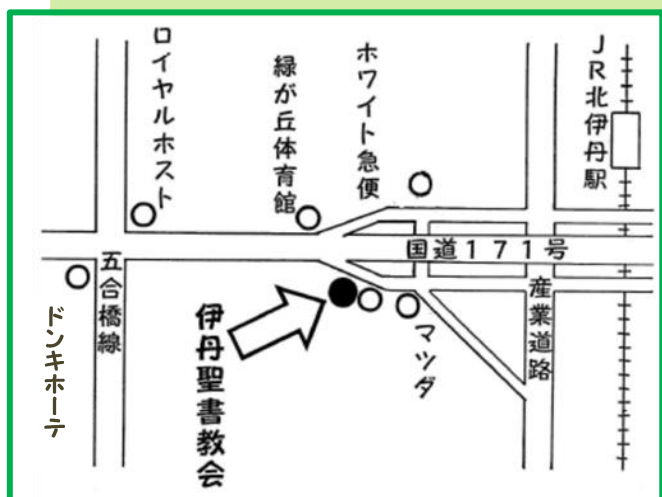 ロイヤルホスト
緑が丘体育館
ホワイト急便
JR北伊丹駅
国道171号
五合橋線
ドンキホーテ
伊丹聖書教会
マツダ
産業道路